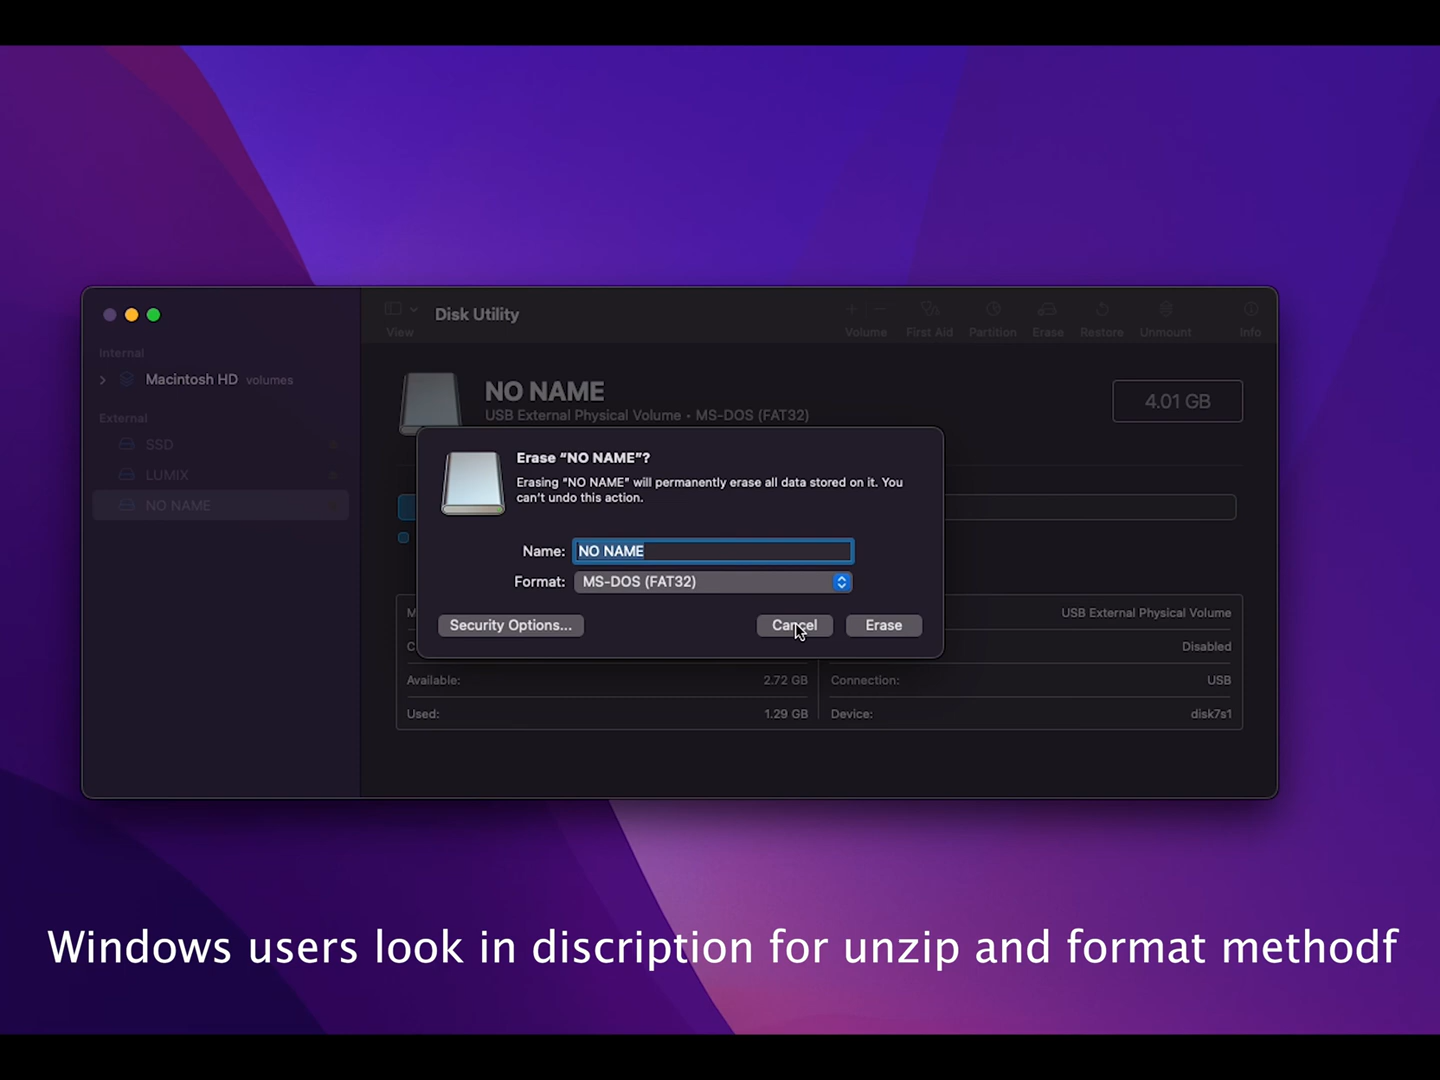 Disk Utility
View
Volume
First Aid
Partition
Erase
Restore
Unmount
Info
Internal
Macintosh HD volumes
External
SSD
LUMIX
NO NAME
NO NAME
USB External Physical Volume • MS-DOS (FAT32)
4.01 GB
Erase “NO NAME”?
Erasing “NO NAME” will permanently erase all data stored on it. You
can’t undo this action.
Name: NO NAME
Format: MS-DOS (FAT32)
Security Options...
Cancel
Erase
M
USB External Physical Volume
C
Disabled
Available: 2.72 GB
Connection: USB
Used: 1.29 GB
Device: disk7s1
Windows users look in discription for unzip and format methodf